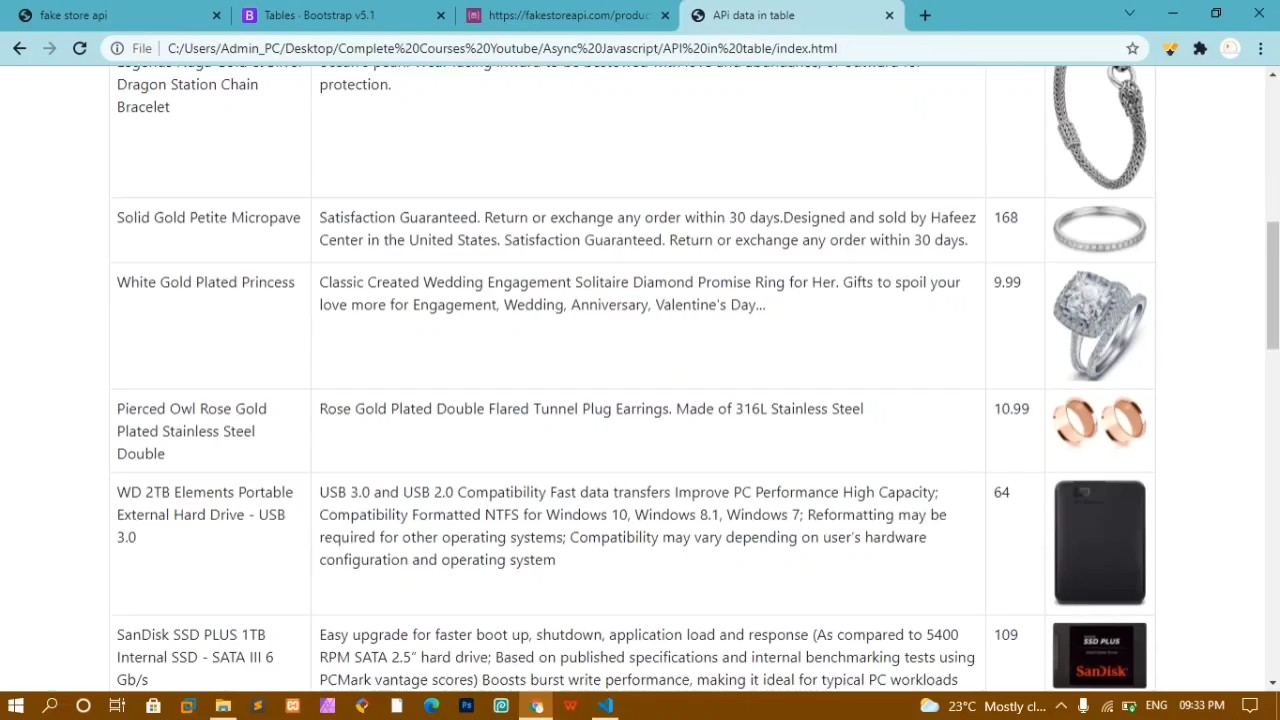 fake store api
Tables · Bootstrap v5.1
https://fakestoreapi.com/produc
APi data in table
File
C:/Users/Admin_PC/Desktop/Complete%20Courses%20Youtube/Async%20Javascript/API%20in%20table/index.html
Dragon Station Chain
Bracelet
protection.
Solid Gold Petite Micropave
Satisfaction Guaranteed. Return or exchange any order within 30 days.Designed and sold by Hafeez
Center in the United States. Satisfaction Guaranteed. Return or exchange any order within 30 days.
168
White Gold Plated Princess
Classic Created Wedding Engagement Solitaire Diamond Promise Ring for Her. Gifts to spoil your
love more for Engagement, Wedding, Anniversary, Valentine's Day...
9.99
Pierced Owl Rose Gold
Plated Stainless Steel
Double
Rose Gold Plated Double Flared Tunnel Plug Earrings. Made of 316L Stainless Steel
10.99
WD 2TB Elements Portable
External Hard Drive - USB
3.0
USB 3.0 and USB 2.0 Compatibility Fast data transfers Improve PC Performance High Capacity;
Compatibility Formatted NTFS for Windows 10, Windows 8.1, Windows 7; Reformatting may be
required for other operating systems; Compatibility may vary depending on user's hardware
configuration and operating system
64
SanDisk SSD PLUS 1TB
Internal SSD - SATA III 6
Gb/s
Easy upgrade for faster boot up, shutdown, application load and response (As compared to 5400
RPM SATA 2.5" hard drive; Based on published specifications and internal benchmarking tests using
PCMark vantage scores) Boosts burst write performance, making it ideal for typical PC workloads
109
SSD PLUS
SanDisk
23°C Mostly cl...
ENG
09:33 PM